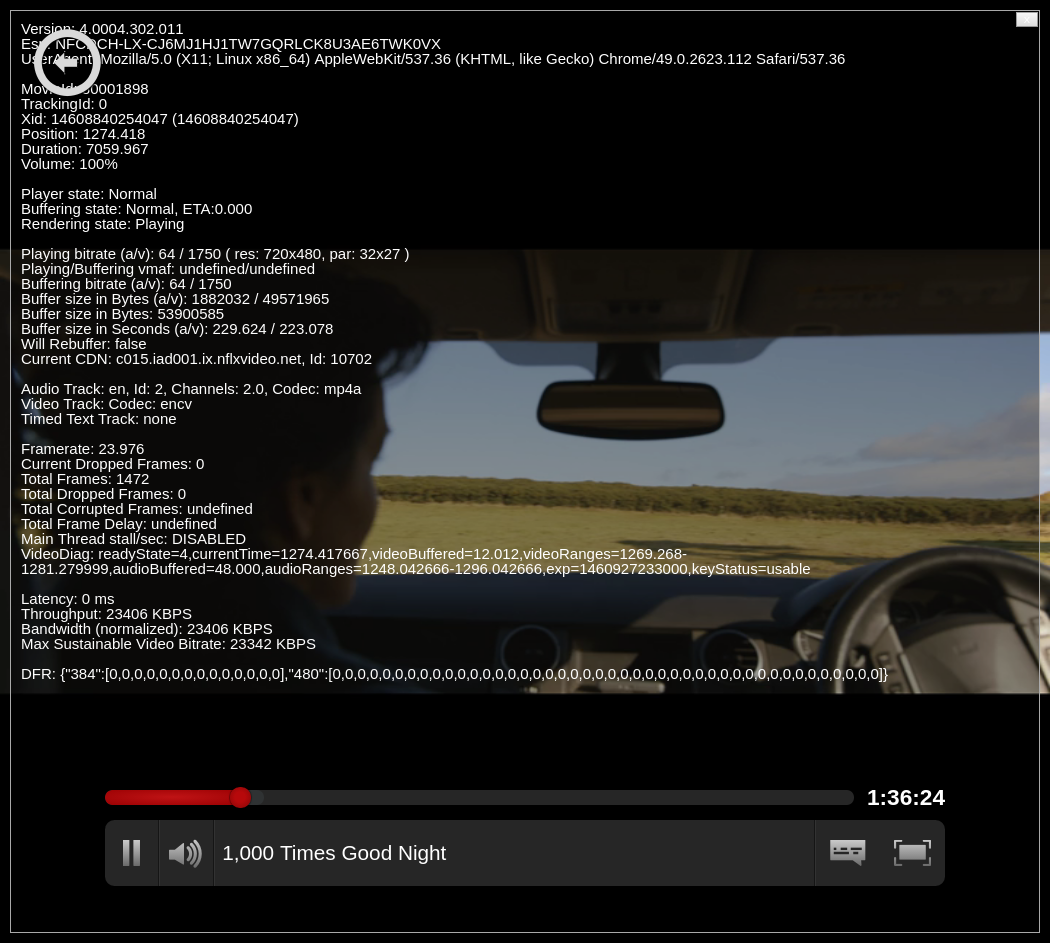 Version: 4.0004.302.011
Esn: NFCDCH-LX-CJ6MJ1HJ1TW7GQRLCK8U3AE6TWK0VX
UserAgent: Mozilla/5.0 (X11; Linux x86_64) AppleWebKit/537.36 (KHTML, like Gecko) Chrome/49.0.2623.112 Safari/537.36
MovieId: 80001898
TrackingId: 0
Xid: 14608840254047 (14608840254047)
Position: 1274.418
Duration: 7059.967
Volume: 100%
Player state: Normal
Buffering state: Normal, ETA:0.000
Rendering state: Playing
Playing bitrate (a/v): 64 / 1750 ( res: 720x480, par: 32x27 )
Playing/Buffering vmaf: undefined/undefined
Buffering bitrate (a/v): 64 / 1750
Buffer size in Bytes (a/v): 1882032 / 49571965
Buffer size in Bytes: 53900585
Buffer size in Seconds (a/v): 229.624 / 223.078
Will Rebuffer: false
Current CDN: c015.iad001.ix.nflxvideo.net, Id: 10702
Audio Track: en, Id: 2, Channels: 2.0, Codec: mp4a
Video Track: Codec: encv
Timed Text Track: none
Framerate: 23.976
Current Dropped Frames: 0
Total Frames: 1472
Total Dropped Frames: 0
Total Corrupted Frames: undefined
Total Frame Delay: undefined
Main Thread stall/sec: DISABLED
VideoDiag: readyState=4,currentTime=1274.417667,videoBuffered=12.012,videoRanges=1269.268-
1281.279999,audioBuffered=48.000,audioRanges=1248.042666-1296.042666,exp=1460927233000,keyStatus=usable
Latency: 0 ms
Throughput: 23406 KBPS
Bandwidth (normalized): 23406 KBPS
Max Sustainable Video Bitrate: 23342 KBPS
DFR: {"384":[0,0,0,0,0,0,0,0,0,0,0,0,0,0],"480":[0,0,0,0,0,0,0,0,0,0,0,0,0,0,0,0,0,0,0,0,0,0,0,0,0,0,0,0,0,0,0,0,0,0,0,0,0,0,0,0,0,0,0,0]}
1:36:24
1,000 Times Good Night